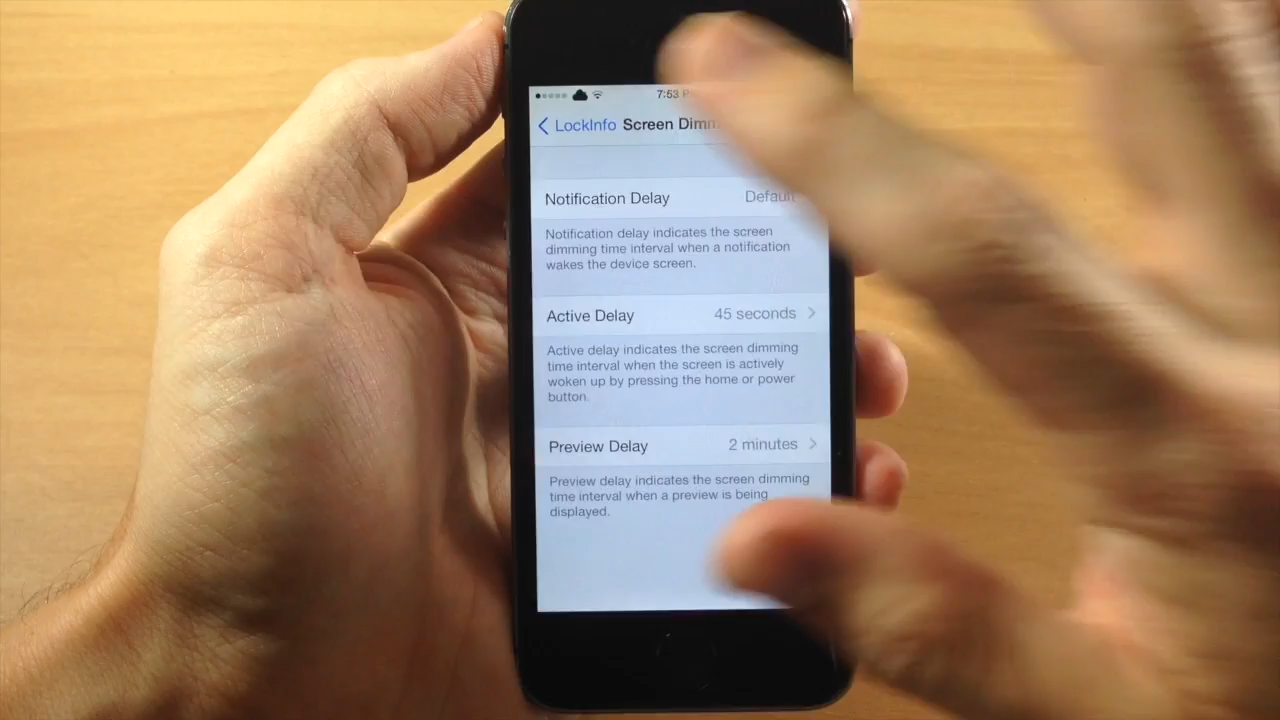 7:53 P
LockInfo Screen Dimm
Notification Delay Default
Notification delay indicates the screen
dimming time interval when a notification
wakes the device screen.
Active Delay 45 seconds
Active delay indicates the screen dimming
time interval when the screen is actively
woken up by pressing the home or power
button.
Preview Delay 2 minutes
Preview delay indicates the screen dimming
time interval when a preview is being
displayed.